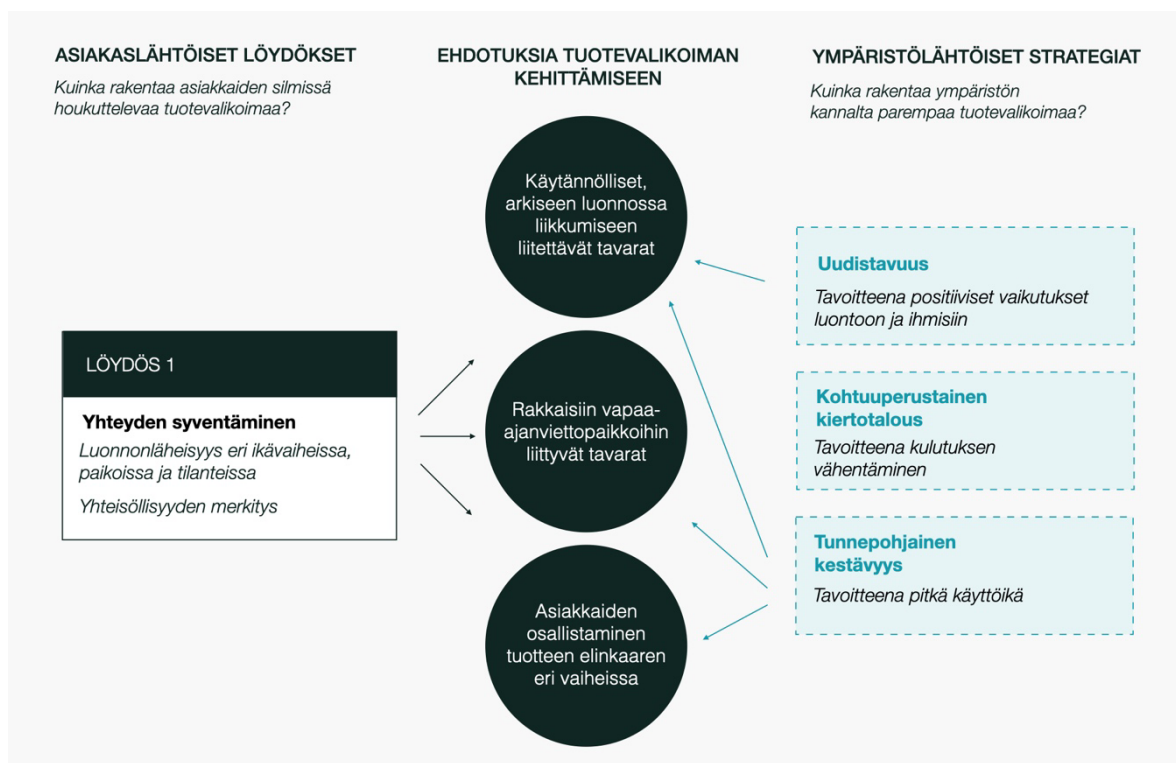 ASIAKASLÄHTÖISET LÖYDÖKSET
Kuinka rakentaa asiakkaiden silmissä
houkuttelevaa tuotevalikoimaa?
LÖYDÖS 1
Yhteyden syventäminen
Luonnonläheisyys eri ikävaiheissa,
paikoissa ja tilanteissa
Yhteisöllisyyden merkitys
EHDOTUKSIA TUOTEVALIKOIMAN
KEHITTÄMISEEN
Käytännölliset,
arkiseen luonnossa
liikkumiseen
liitettävät tavarat
Rakkaisiin vapaa-
ajanviettopaikkoihin
liittyvät tavarat
Asiakkaiden
osallistaminen
tuotteen elinkaaren
eri vaiheissa
YMPÄRISTÖLÄHTÖISET STRATEGIAT
Kuinka rakentaa ympäristön
kannalta parempaa tuotevalikoimaa?
Uudistavuus
Tavoitteena positiiviset vaikutukset
luontoon ja ihmisiin
Kohtuuperustainen
kiertotalous
Tavoitteena kulutuksen
vähentäminen
Tunnepohjainen
kestävyys
Tavoitteena pitkä käyttöikä